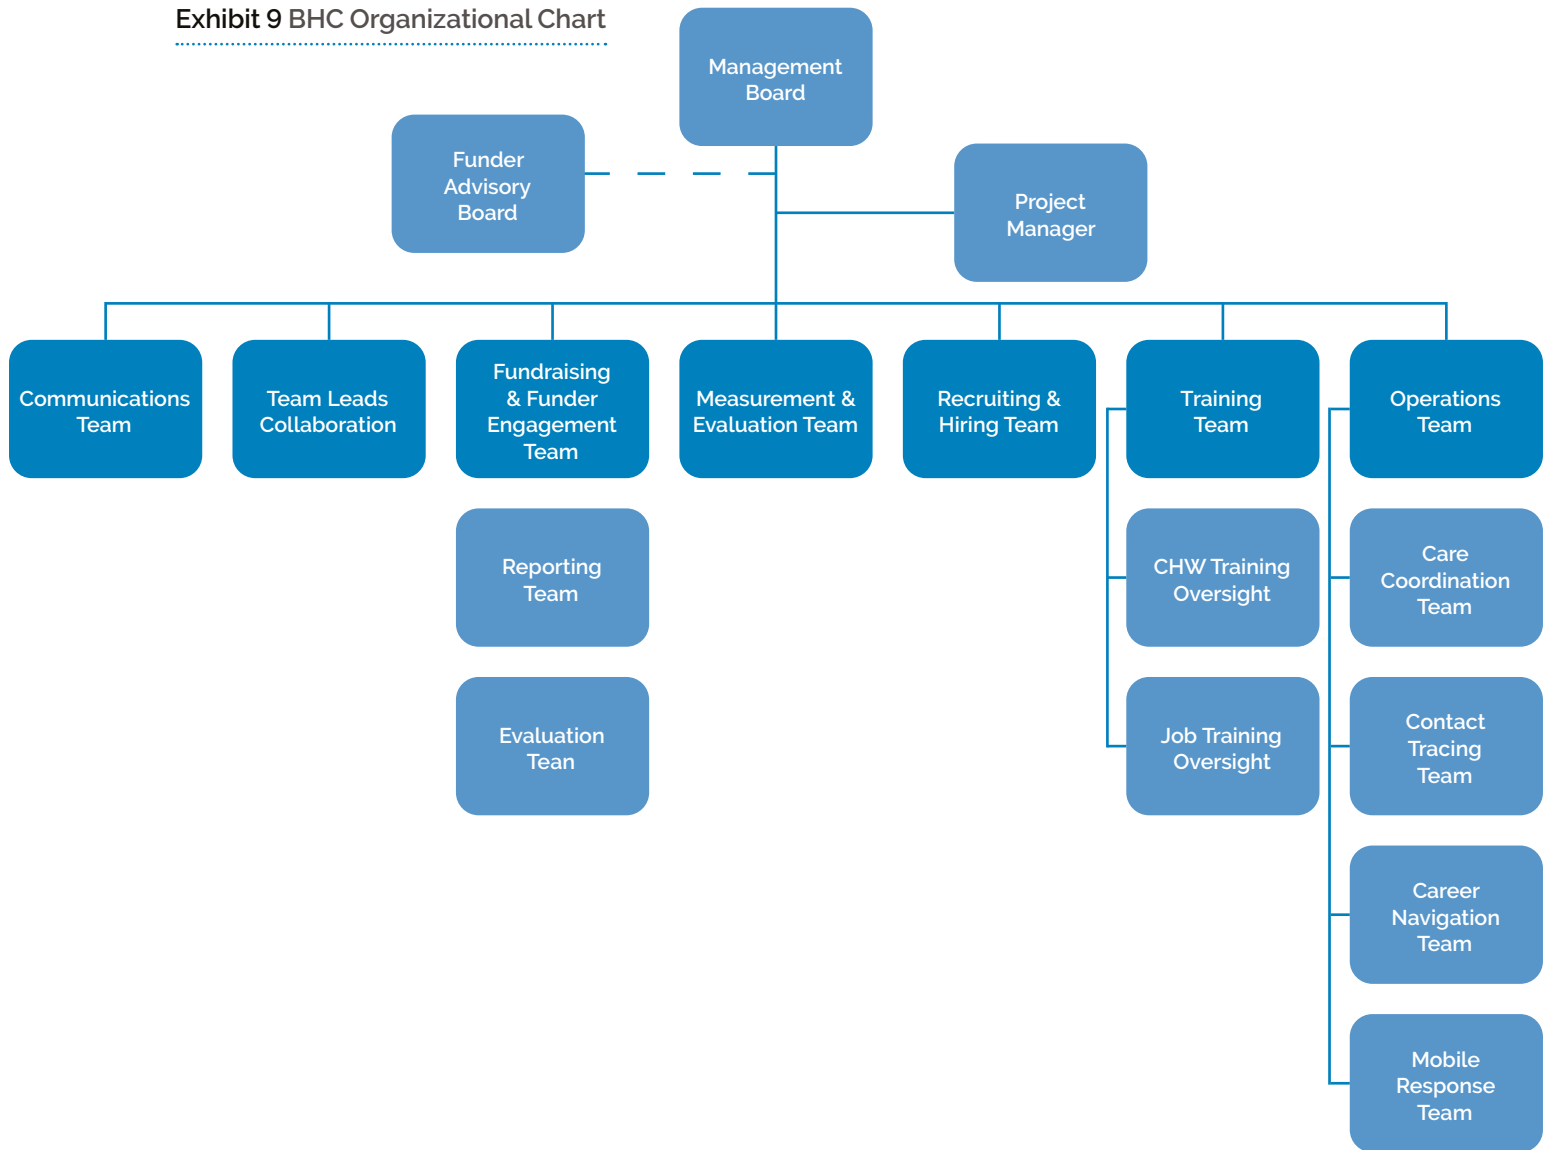 Exhibit 9 BHC Organizational Chart
Management
Board
Funder
Advisory
Board
Project
Manager
Communications
Team
Team Leads
Collaboration
Fundraising
& Funder
Engagement
Team
Measurement &
Evaluation Team
Recruiting &
Hiring Team
Training
Team
Operations
Team
Reporting
Team
CHW Training
Oversight
Care
Coordination
Team
Evaluation
Tean
Job Training
Oversight
Contact
Tracing
Team
Career
Navigation
Team
Mobile
Response
Team